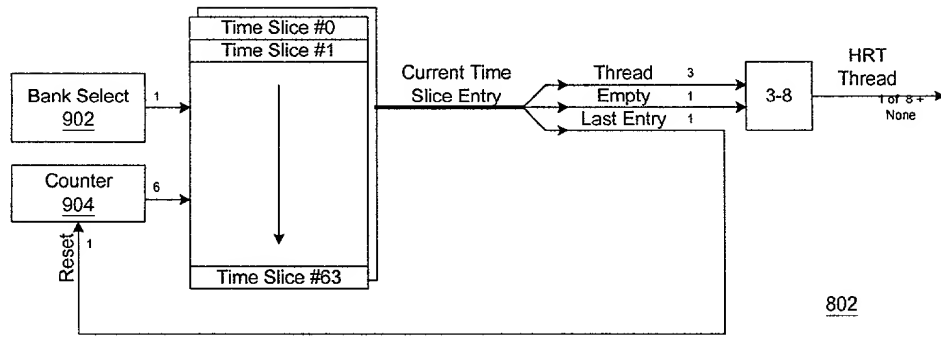 Time Slice #0
Time Slice #1
Time Slice #63
Bank Select
902
1
Counter
904
6
Reset
1
Current Time
Slice Entry
Thread 3
Empty 1
Last Entry 1
3-8
HRT
Thread
1 of 8 +
None
802